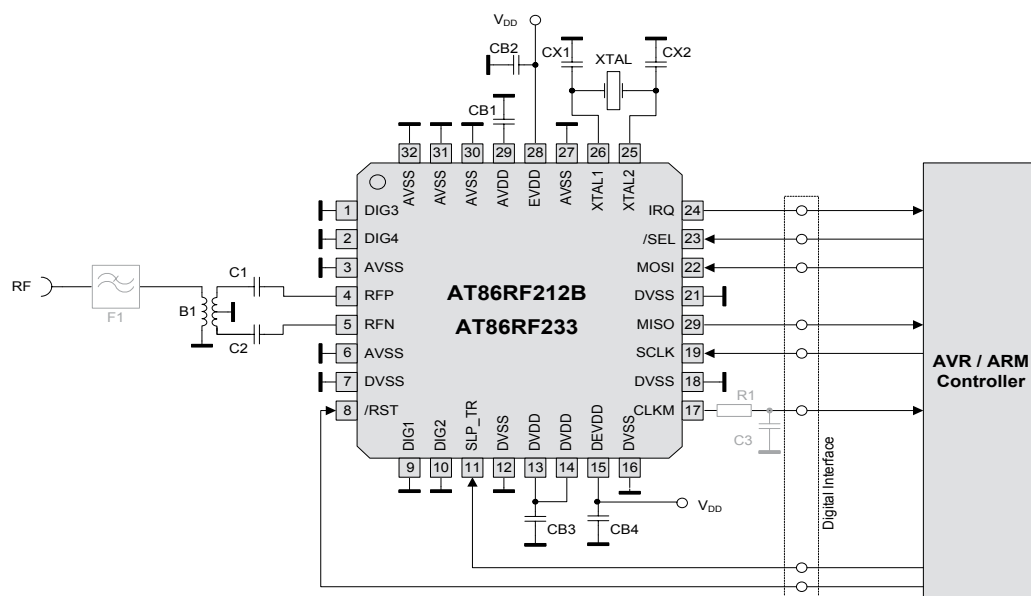 VDD
CB2
CX1
XTAL
CX2
CB1
32
31
30
29
28
27
26
25
AVSS
AVSS
AVSS
AVDD
EVDD
AVSS
XTAL1
XTAL2
1 DIG3
2 DIG4
3 AVSS
4 RFP
5 RFN
6 AVSS
7 DVSS
8 /RST
IRQ 24
/SEL 23
MOSI 22
DVSS 21
MISO 29
SCLK 19
DVSS 18
CLKM 17
AT86RF212B
AT86RF233
RF
F1
B1
C1
C2
R1
C3
AVR / ARM
Controller
Digital Interface
DIG1
DIG2
SLP_TR
DVSS
DVDD
DVDD
DEVDD
DVSS
9
10
11
12
13
14
15
16
CB3
CB4
VDD